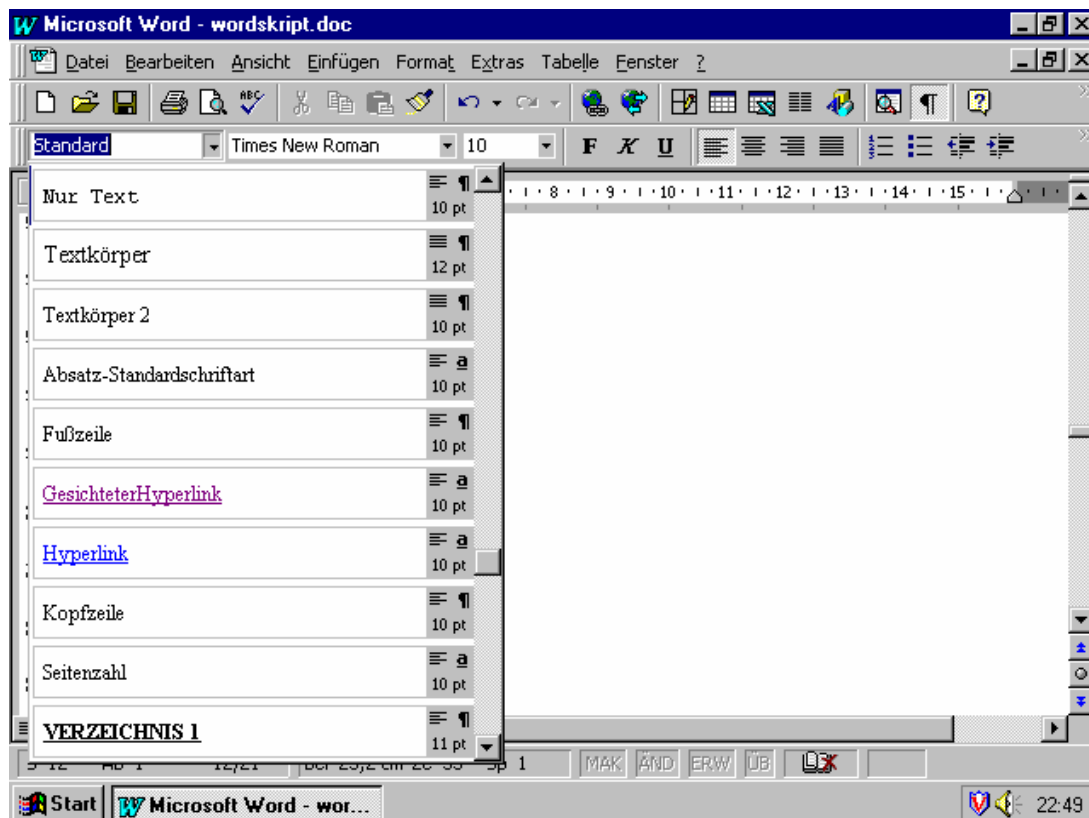 Microsoft Word - wordskript.doc
Datei Bearbeiten Ansicht Einfügen Format Extras Tabelle Fenster ?
ABC
Standard Times New Roman 10 F K U
8 9 10 11 12 13 14 15
Nur Text 10 pt
Textkörper 12 pt
Textkörper 2 10 pt
Absatz-Standardschriftart a 10 pt
Fußzeile 10 pt
GesichteterHyperlink a 10 pt
Hyperlink a 10 pt
Kopfzeile 10 pt
Seitenzahl a 10 pt
VERZEICHNIS 1 11 pt
1 MAK ÄND ERW ÜB
Start Microsoft Word - wor... 22:49